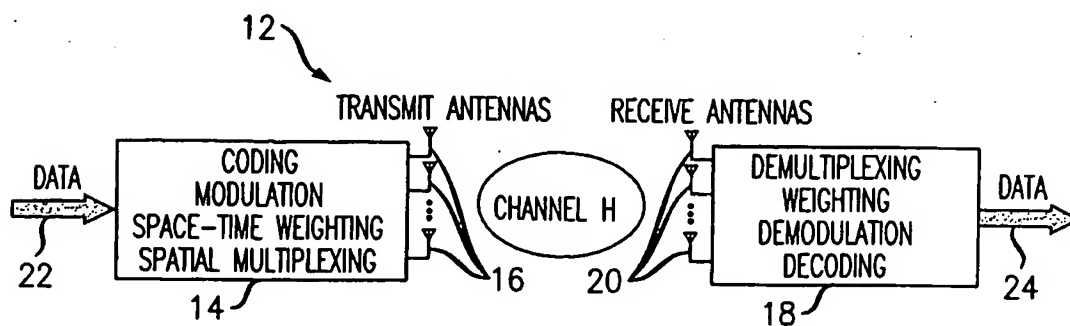 12
TRANSMIT ANTENNAS
RECEIVE ANTENNAS
DATA
22
CODING
MODULATION
SPACE-TIME WEIGHTING
SPATIAL MULTIPLEXING
14
16
CHANNEL H
20
DEMULTIPLEXING
WEIGHTING
DEMODULATION
DECODING
18
DATA
24